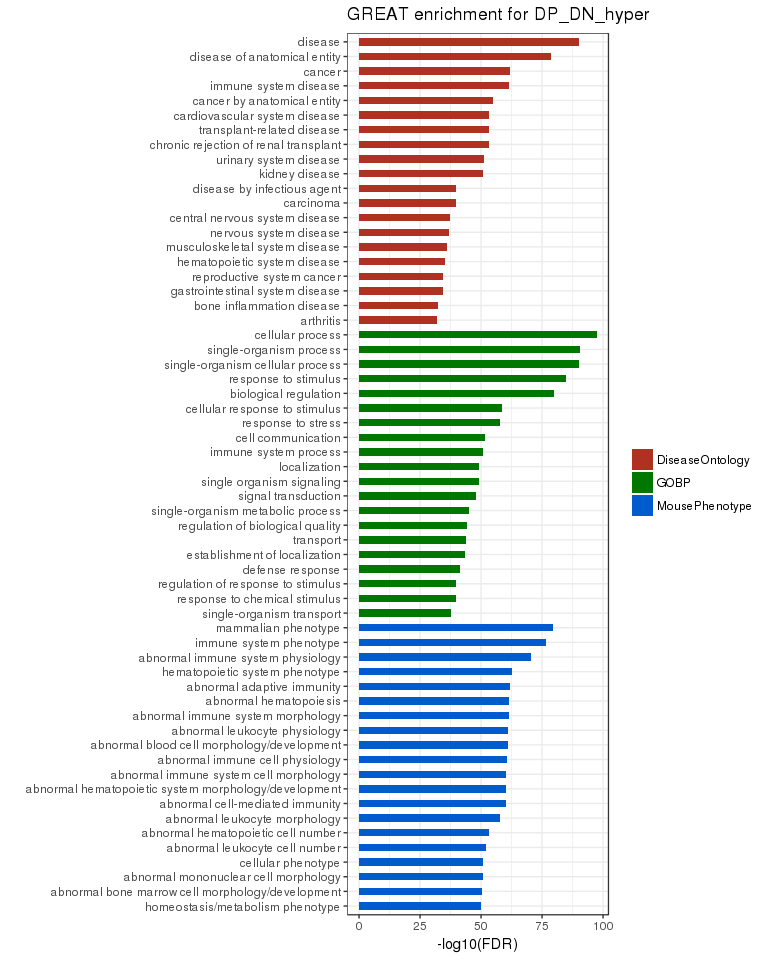 GREAT enrichment for DP_DN_hyper
disease
disease of anatomical entity
cancer
immune system disease
cancer by anatomical entity
cardiovascular system disease
transplant-related disease
chronic rejection of renal transplant
urinary system disease
kidney disease
disease by infectious agent
carcinoma
central nervous system disease
nervous system disease
musculoskeletal system disease
hematopoietic system disease
reproductive system cancer
gastrointestinal system disease
bone inflammation disease
arthritis
cellular process
single-organism process
single-organism cellular process
response to stimulus
biological regulation
cellular response to stimulus
response to stress
cell communication
immune system process
localization
single organism signaling
signal transduction
single-organism metabolic process
regulation of biological quality
transport
establishment of localization
defense response
regulation of response to stimulus
response to chemical stimulus
single-organism transport
mammalian phenotype
immune system phenotype
abnormal immune system physiology
hematopoietic system phenotype
abnormal adaptive immunity
abnormal hematopoiesis
abnormal immune system morphology
abnormal leukocyte physiology
abnormal blood cell morphology/development
abnormal immune cell physiology
abnormal immune system cell morphology
abnormal hematopoietic system morphology/development
abnormal cell-mediated immunity
abnormal leukocyte morphology
abnormal hematopoietic cell number
abnormal leukocyte cell number
cellular phenotype
abnormal mononuclear cell morphology
abnormal bone marrow cell morphology/development
homeostasis/metabolism phenotype
0 25 50 75 100
-log10(FDR)
DiseaseOntology
GOBP
MousePhenotype